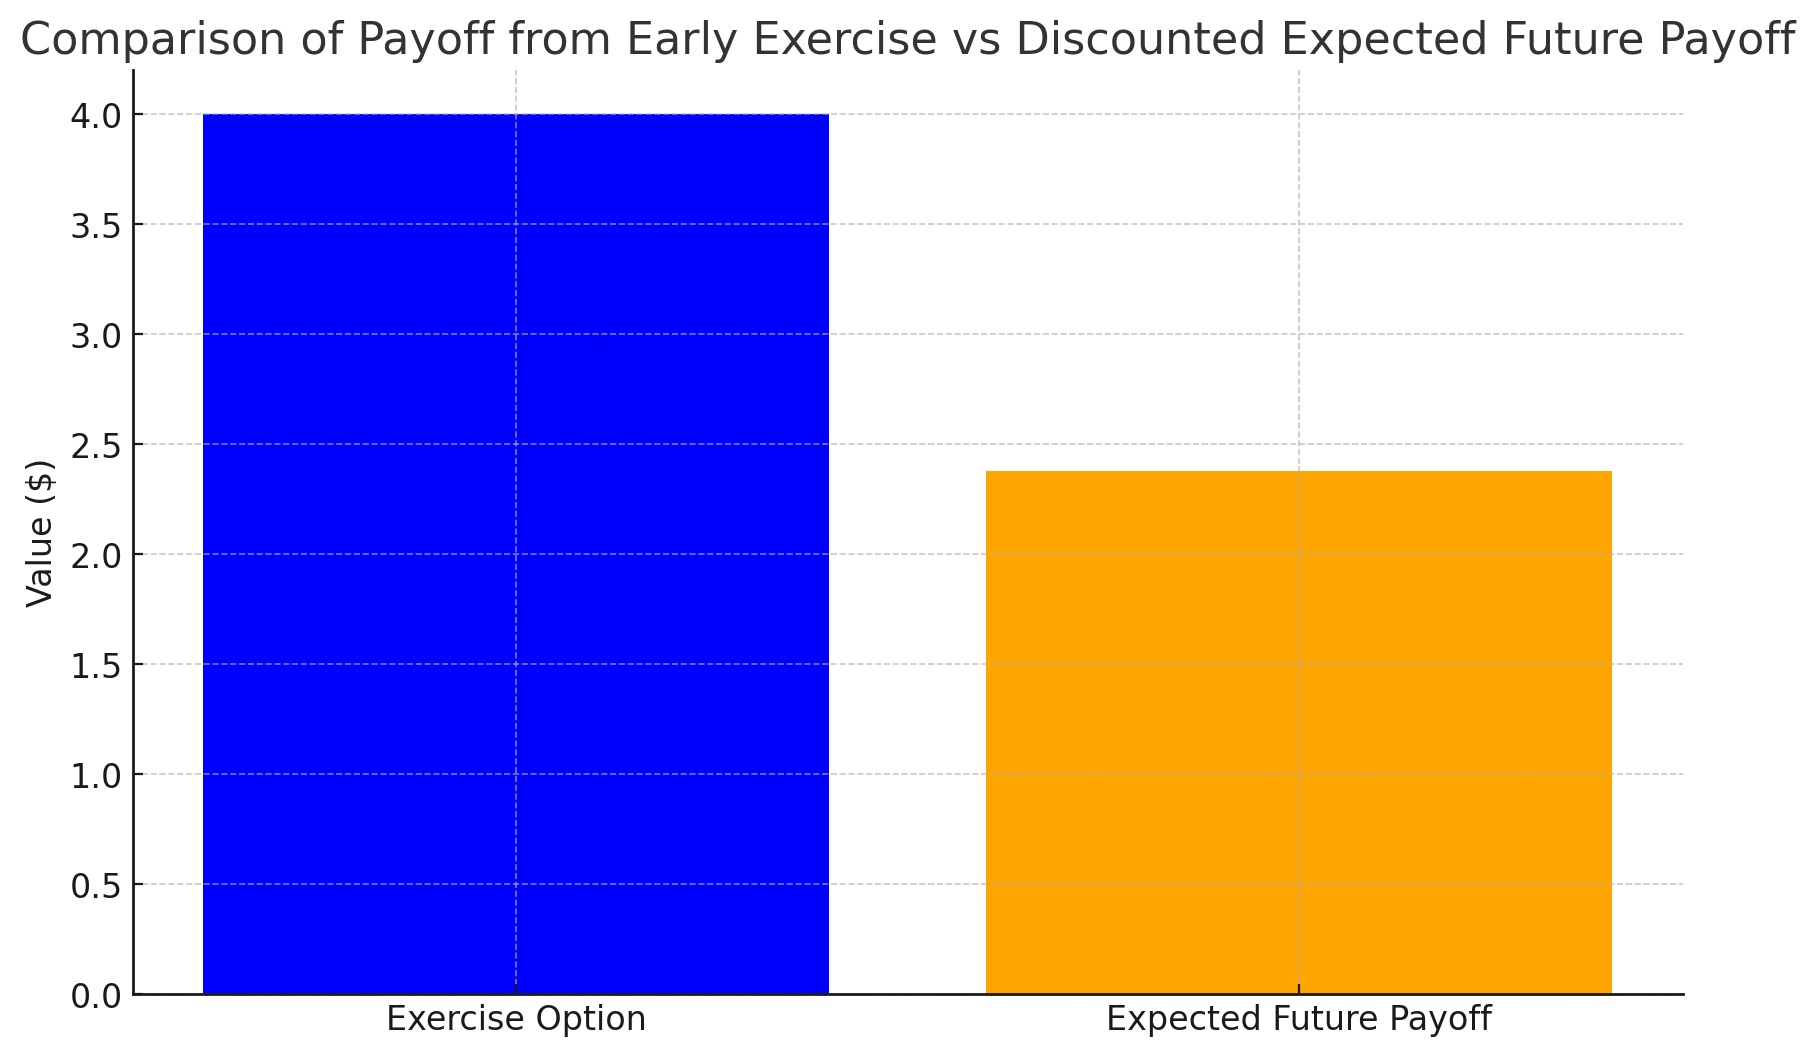 Comparison of Payoff from Early Exercise vs Discounted Expected Future Payoff
Value ($)
4.0
3.5
3.0
2.5
2.0
1.5
1.0
0.5
0.0
Exercise Option
Expected Future Payoff